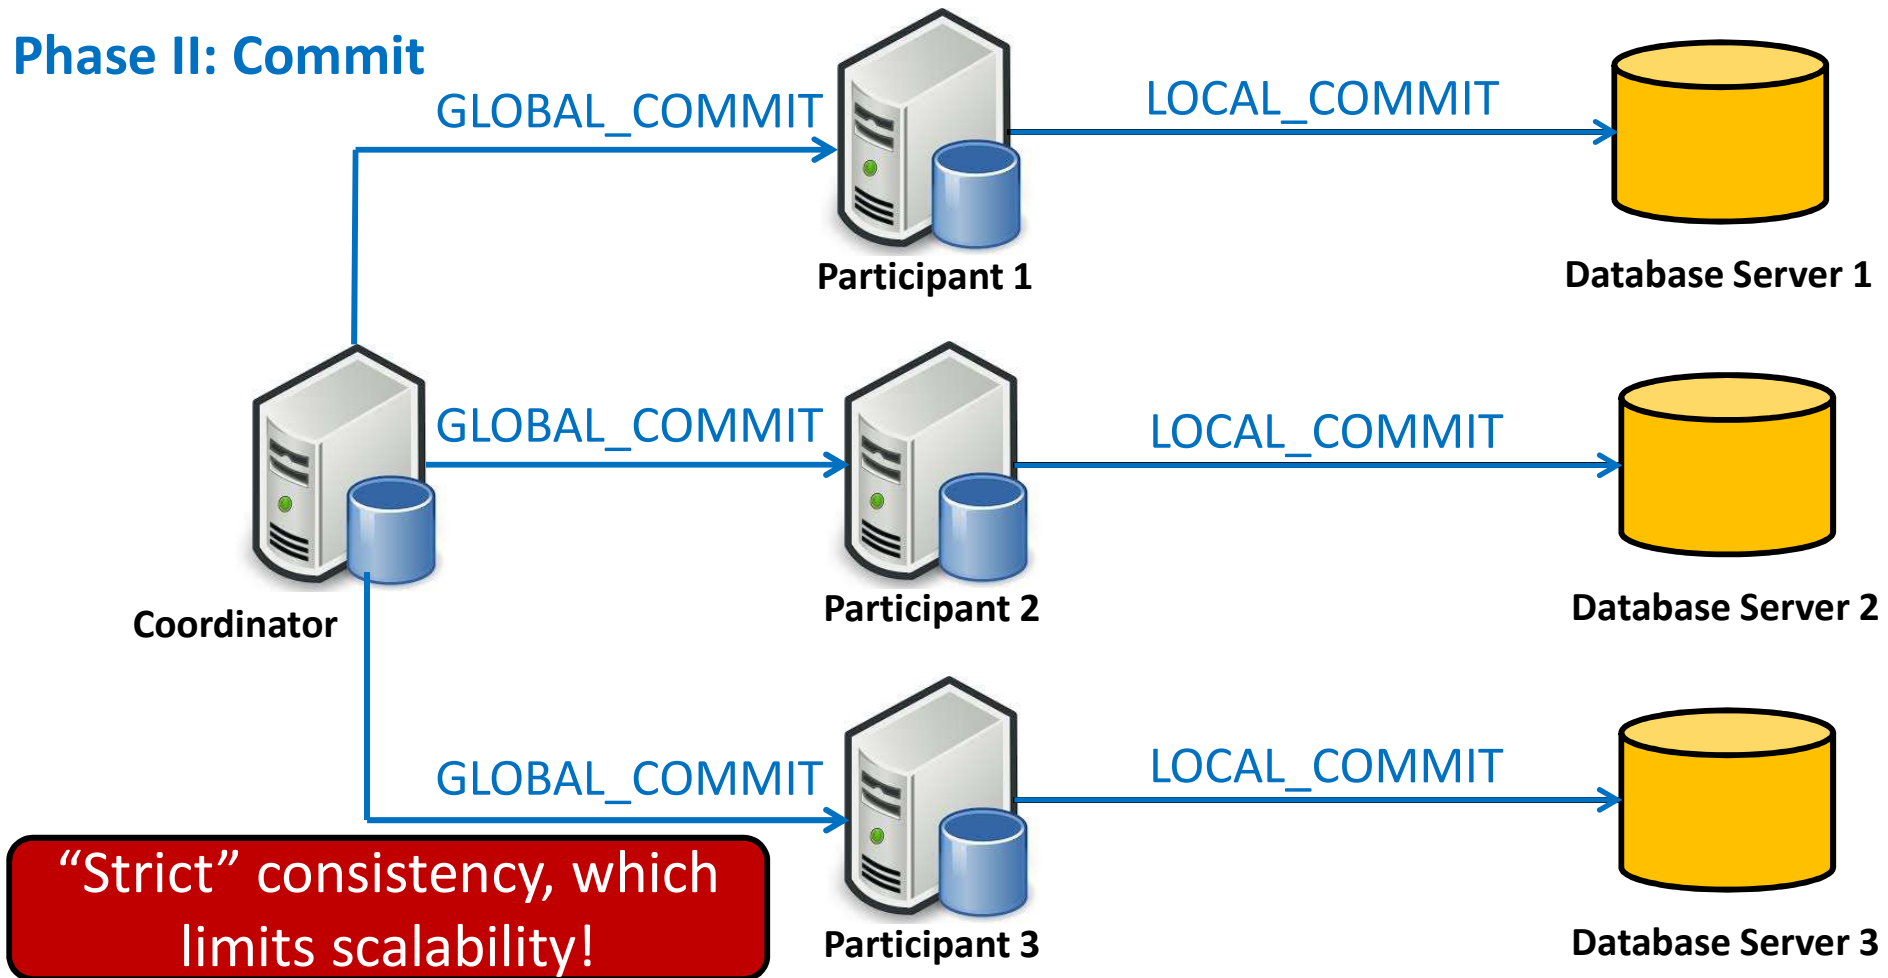 Phase II: Commit
GLOBAL_COMMIT
LOCAL_COMMIT
Participant 1
Database Server 1
GLOBAL_COMMIT
LOCAL_COMMIT
Coordinator
Participant 2
Database Server 2
GLOBAL_COMMIT
LOCAL_COMMIT
“Strict” consistency, which
limits scalability!
Participant 3
Database Server 3